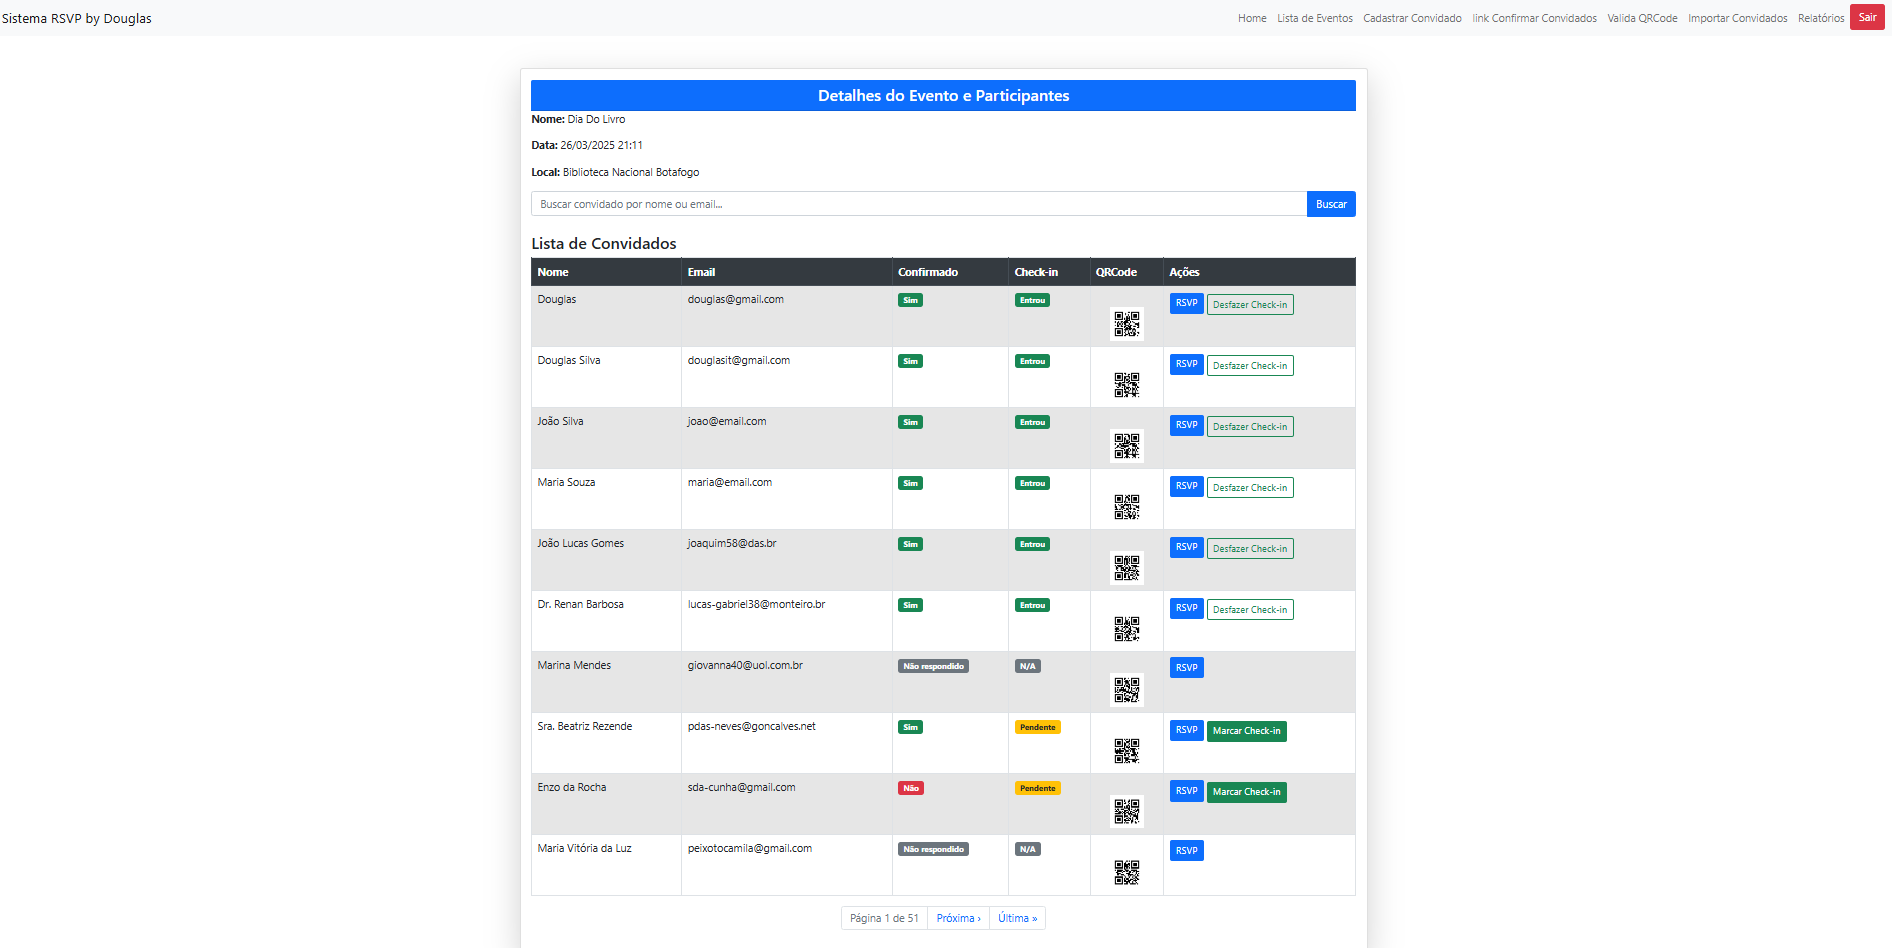 Sistema RSVP by Douglas Home Lista de Eventos Cadastrar Convidado link Confirmar Convidados Valida QRCode Importar Convidados Relatórios Sair
Detalhes do Evento e Participantes
Nome: Dia Do Livro
Data: 26/03/2025 21:11
Local: Biblioteca Nacional Botafogo
Buscar convidado por nome ou email... Buscar
Lista de Convidados
Nome Email Confirmado Check-in QRCode Ações
Douglas douglas@gmail.com Sim Entrou RSVP Desfazer Check-in
Douglas Silva douglasit@gmail.com Sim Entrou RSVP Desfazer Check-in
João Silva joao@email.com Sim Entrou RSVP Desfazer Check-in
Maria Souza maria@email.com Sim Entrou RSVP Desfazer Check-in
João Lucas Gomes joaquim58@das.br Sim Entrou RSVP Desfazer Check-in
Dr. Renan Barbosa lucas-gabriel38@monteiro.br Sim Entrou RSVP Desfazer Check-in
Marina Mendes giovanna40@uol.com.br Não respondido N/A RSVP
Sra. Beatriz Rezende pdas-neves@goncalves.net Sim Pendente RSVP Marcar Check-in
Enzo da Rocha sda-cunha@gmail.com Não Pendente RSVP Marcar Check-in
Maria Vitória da Luz peixotocamila@gmail.com Não respondido N/A RSVP
Página 1 de 51 Próxima › Última »